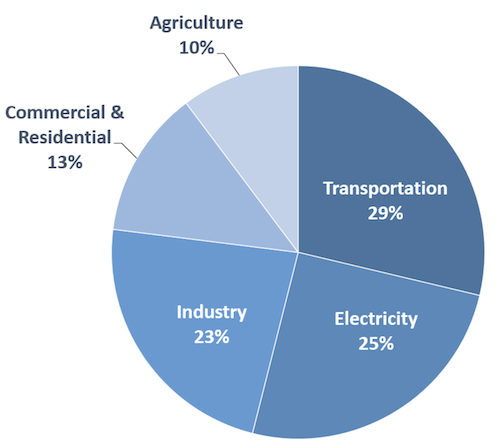 Agriculture
10%
Commercial &
Residential
13%
Transportation
29%
Industry
23%
Electricity
25%